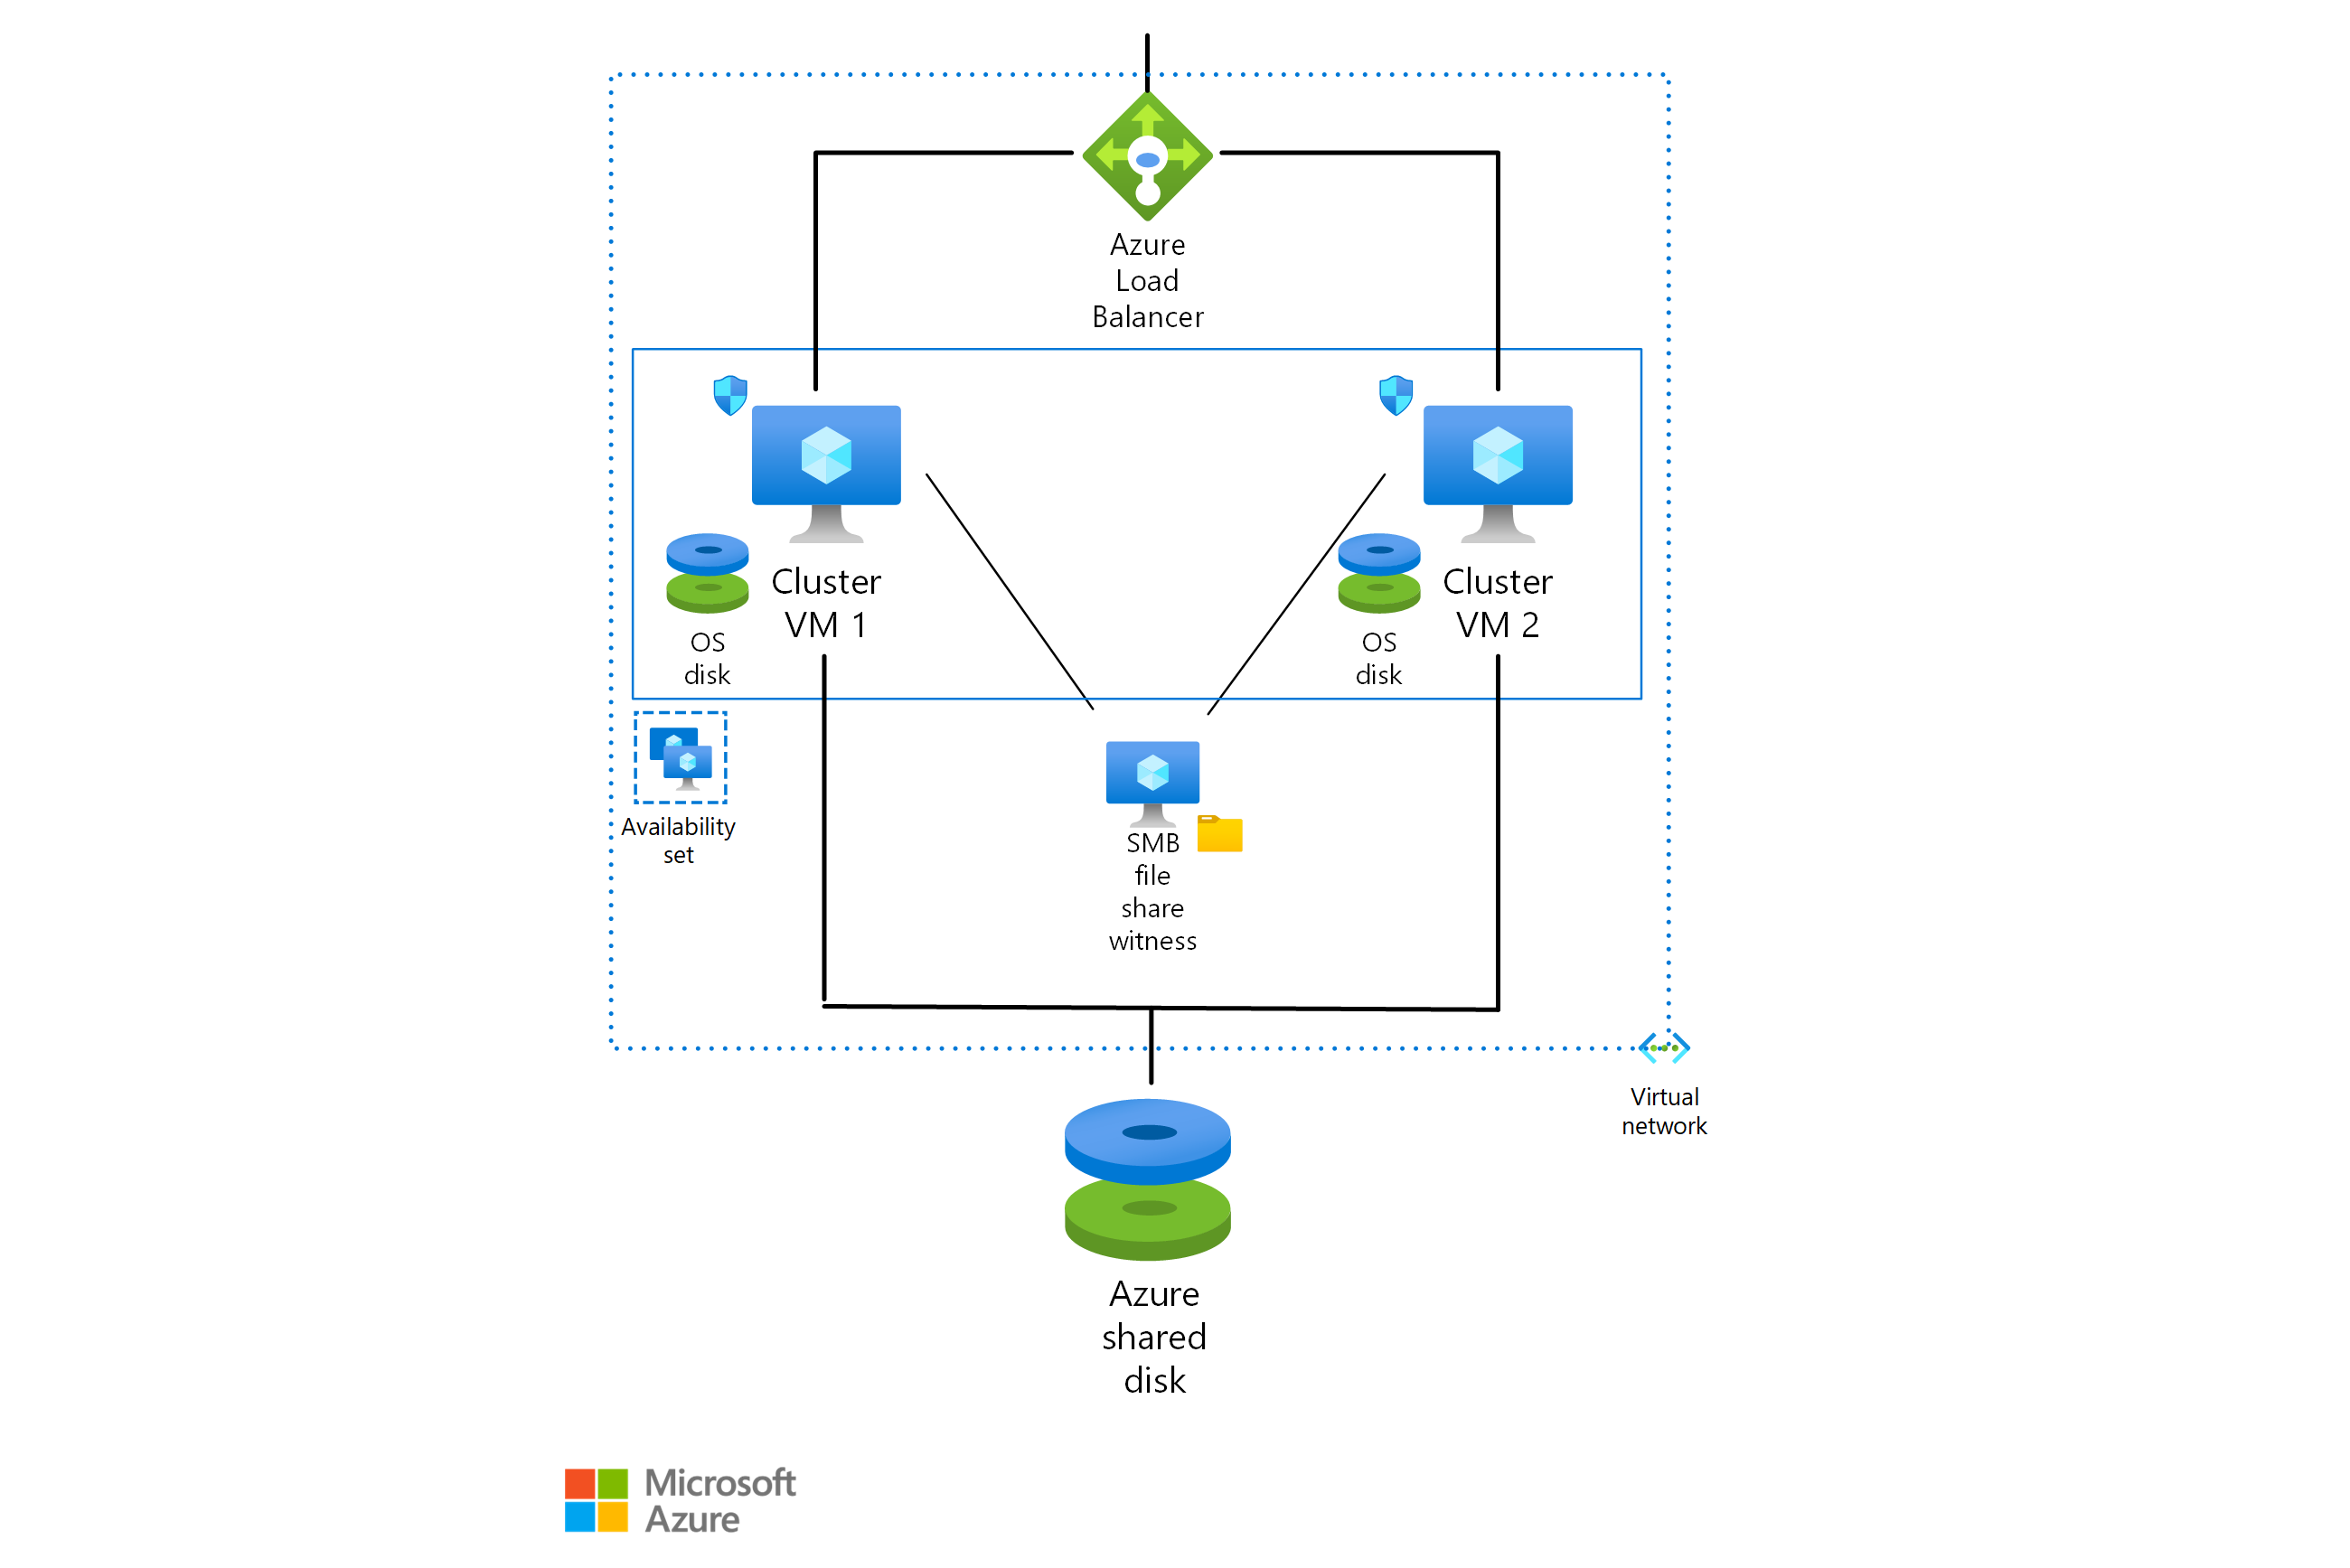 Azure
Load
Balancer
Cluster
VM 1
OS
disk
Cluster
VM 2
OS
disk
Availability
set
SMB
file
share
witness
Virtual
network
Azure
shared
disk
Microsoft
Azure